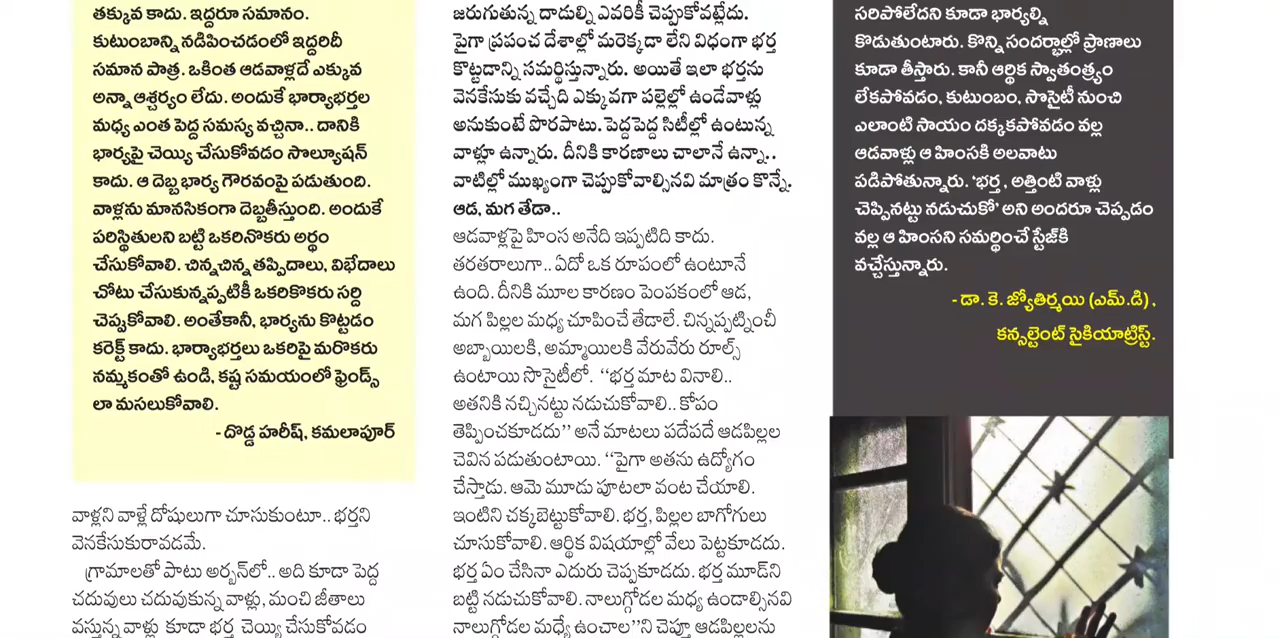 తక్కువ కాదు. ఇద్దరూ సమానం.
కుటుంబాన్ని నడిపించడంలో ఇద్దరిదీ
సమాన పాత్ర. ఒకింత ఆడవాళ్లదే ఎక్కువ
అన్నా ఆశ్చర్యం లేదు. అందుకే భార్యాభర్తల
మధ్య ఎంత పెద్ద సమస్య వచ్చినా.. దానికి
భార్యపై చెయ్యి చేసుకోవడం సొల్యూషన్
కాదు. ఆ దెబ్బ భార్య గౌరవంపై పడుతుంది.
వాళ్లను మానసికంగా దెబ్బతీస్తుంది. అందుకే
పరిస్థితులని బట్టి ఒకరినొకరు అర్థం
చేసుకోవాలి. చిన్నచిన్న తప్పిదాలు, విభేదాలు
చోటు చేసుకున్నప్పటికీ ఒకరికొకరు సర్ది
చెప్పుకోవాలి. అంతేకానీ, భార్యను కొట్టడం
కరెక్ట్ కాదు. భార్యాభర్తలు ఒకరిపై మరొకరు
నమ్మకంతో ఉండి, కష్ట సమయంలో ఫ్రెండ్స్
లా మసలుకోవాలి.
- దొడ్డ హరీష్, కమలాపూర్
వాళ్లని వాళ్లే దోషులుగా చూసుకుంటూ.. భర్తని
వెనకేసుకురావడమే.
గ్రామాలతో పాటు అర్బన్‌లో.. అది కూడా పెద్ద
చదువులు చదువుకున్న వాళ్లు, మంచి జీతాలు
వస్తున్న వాళ్లు కూడా భర్త చెయ్యి చేసుకోవడం
జరుగుతున్న దాడుల్ని ఎవరికీ చెప్పుకోవట్లేదు.
పైగా ప్రపంచ దేశాల్లో మరెక్కడా లేని విధంగా భర్త
కొట్టడాన్ని సమర్థిస్తున్నారు. అయితే ఇలా భర్తను
వెనకేసుకు వచ్చేది ఎక్కువగా పల్లెల్లో ఉండేవాళ్లు
అనుకుంటే పొరపాటు. పెద్దపెద్ద సిటీల్లో ఉంటున్న
వాళ్లూ ఉన్నారు. దీనికి కారణాలు చాలానే ఉన్నా..
వాటిల్లో ముఖ్యంగా చెప్పుకోవాల్సినవి మాత్రం కొన్నే.
ఆడ, మగ తేడా..
ఆడవాళ్లపై హింస అనేది ఇప్పటిది కాదు.
తరతరాలుగా.. ఏదో ఒక రూపంలో ఉంటూనే
ఉంది. దీనికి మూల కారణం పెంపకంలో ఆడ,
మగ పిల్లల మధ్య చూపించే తేడాలే. చిన్నప్పట్నించీ
అబ్బాయిలకి, అమ్మాయిలకి వేరువేరు రూల్స్
ఉంటాయి సొసైటీలో. ‘‘భర్త మాట వినాలి..
అతనికి నచ్చినట్టు నడుచుకోవాలి.. కోపం
తెప్పించకూడదు’’ అనే మాటలు పదేపదే ఆడపిల్లల
చెవిన పడుతుంటాయి. ‘‘పైగా అతను ఉద్యోగం
చేస్తాడు. ఆమె మూడు పూటలా వంట చేయాలి.
ఇంటిని చక్కబెట్టుకోవాలి. భర్త, పిల్లల బాగోగులు
చూసుకోవాలి. ఆర్థిక విషయాల్లో వేలు పెట్టకూడదు.
భర్త ఏం చేసినా ఎదురు చెప్పకూడదు. భర్త మూడ్‌ని
బట్టి నడుచుకోవాలి. నాలుగ్గోడల మధ్య ఉండాల్సినవి
నాలుగ్గోడల మధ్యే ఉంచాల’’ని చెప్తూ ఆడపిల్లలను
సరిపోలేదని కూడా భార్యల్ని
కొడుతుంటారు. కొన్ని సందర్భాల్లో ప్రాణాలు
కూడా తీస్తారు. కానీ ఆర్థిక స్వాతంత్ర్యం
లేకపోవడం, కుటుంబం, సొసైటీ నుంచి
ఎలాంటి సాయం దక్కకపోవడం వల్ల
ఆడవాళ్లు ఆ హింసకి అలవాటు
పడిపోతున్నారు. ‘భర్త , అత్తింటి వాళ్లు
చెప్పినట్టు నడుచుకో’ అని అందరూ చెప్పడం
వల్ల ఆ హింసని సమర్థించే స్టేజ్‌కి
వచ్చేస్తున్నారు.
- డా. కె. జ్యోతిర్మయి (ఎమ్.డి) ,
కన్సల్టెంట్ సైకియాట్రిస్ట్.